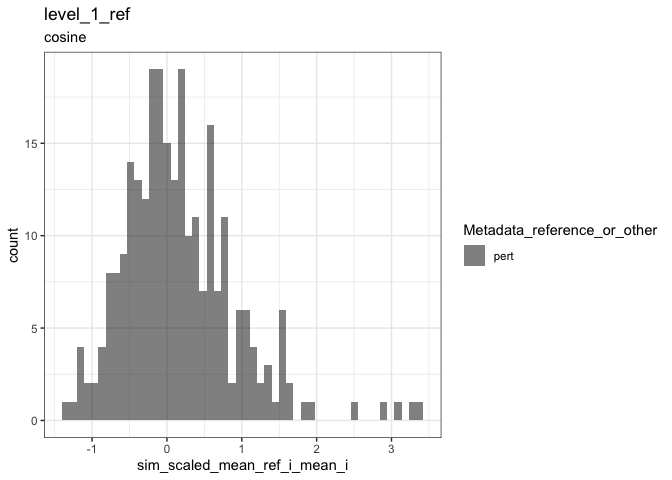 level_1_ref
cosine
15
10
5
0
count
-1
0
1
2
3
sim_scaled_mean_ref_i_mean_i
Metadata_reference_or_other
pert